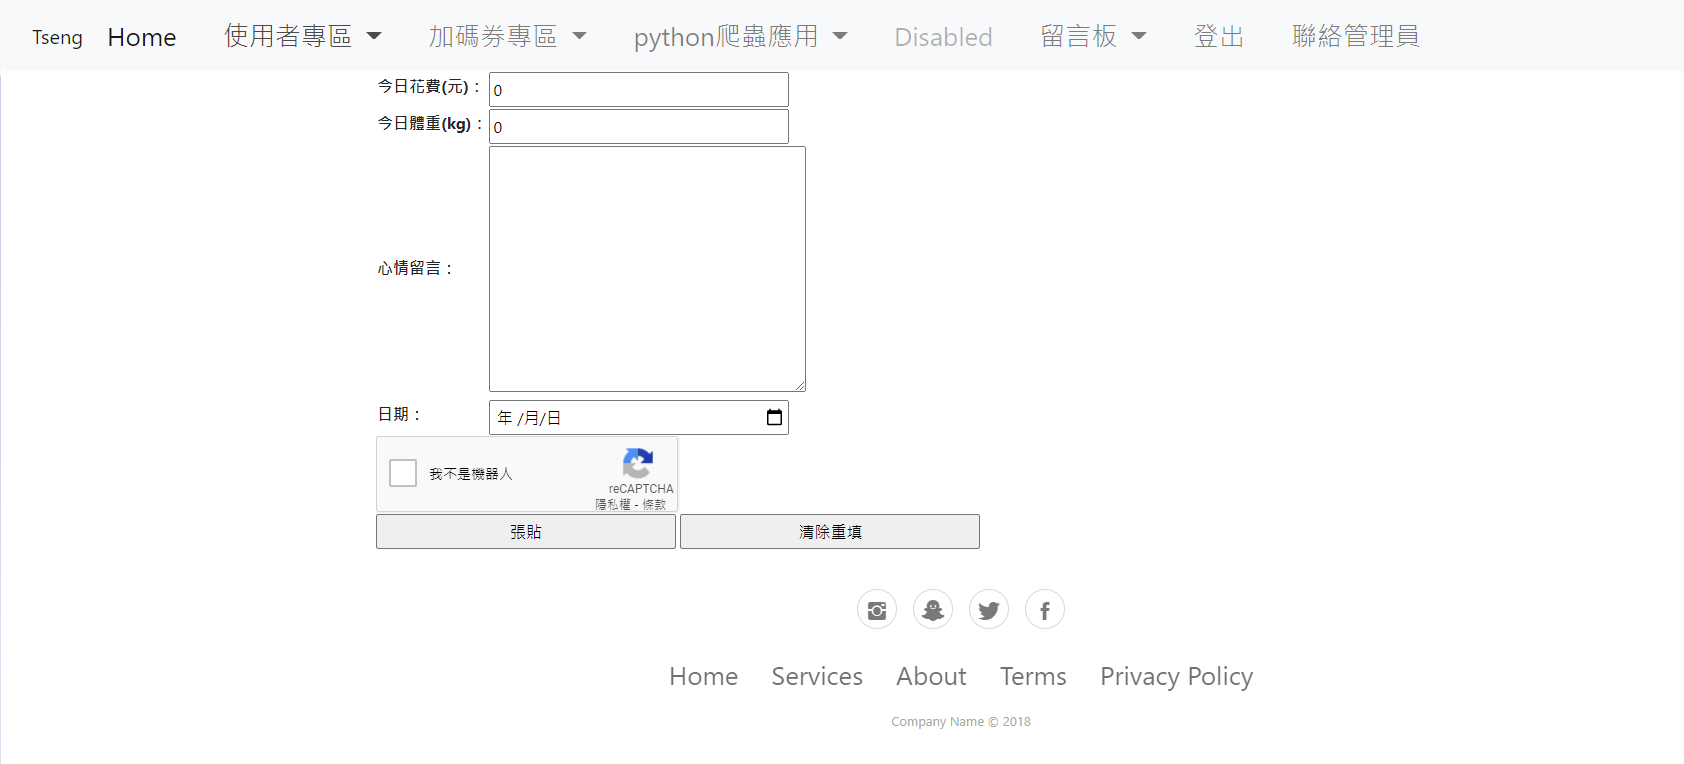 Tseng Home 使用者專區 加碼券專區 python爬蟲應用 Disabled 留言板 登出 聯絡管理員
今日花費(元)： 0
今日體重(kg)： 0
心情留言：
日期： 年 /月/日
我不是機器人
reCAPTCHA
隱私權 - 條款
張貼 清除重填
Home Services About Terms Privacy Policy
Company Name © 2018